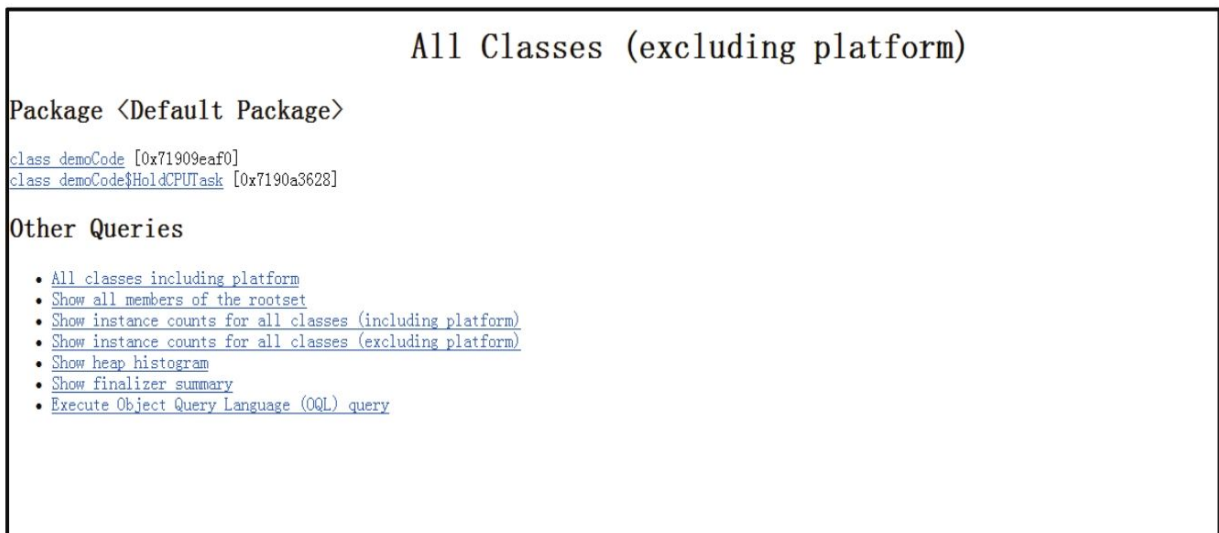 All Classes (excluding platform)
Package <Default Package>
class demoCode [0x71909eaf0]
class demoCode$HoldCPUTask [0x7190a3628]
Other Queries
• All classes including platform
• Show all members of the rootset
• Show instance counts for all classes (including platform)
• Show instance counts for all classes (excluding platform)
• Show heap histogram
• Show finalizer summary
• Execute Object Query Language (OQL) query